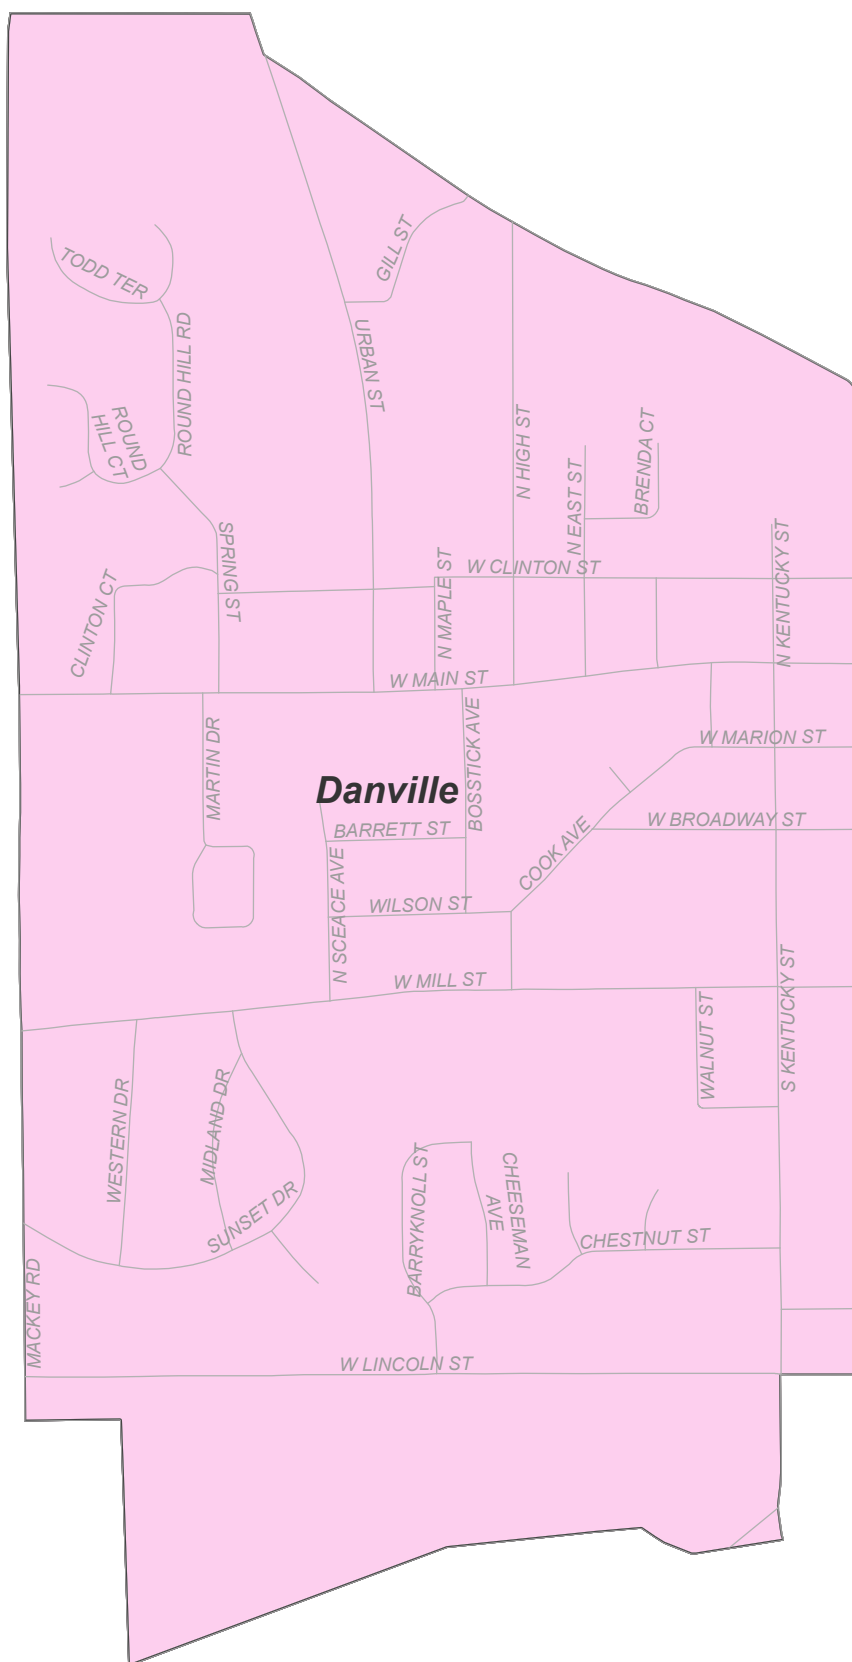 GILL ST
TODD TER
ROUND HILL RD
URBAN ST
ROUND
HILL CT
N HIGH ST
BRENDA CT
N EAST ST
SPRING ST
N KENTUCKY ST
N MAPLE ST
W CLINTON ST
CLINTON CT
W MAIN ST
MARTIN DR
BOSSTICK AVE
W MARION ST
Danville
BARRETT ST
W BROADWAY ST
COOK AVE
N SCEACE AVE
WILSON ST
W MILL ST
S KENTUCKY ST
WALNUT ST
WESTERN DR
MIDLAND DR
SUNSET DR
BARRYKNOLL ST
CHEESEMAN
AVE
CHESTNUT ST
MACKEY RD
W LINCOLN ST